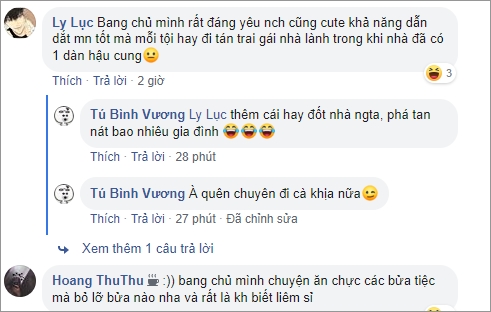 Ly Lục Bang chủ mình rất đáng yêu nch cũng cute khả năng dẫn
dắt mn tốt mà mỗi tội hay đi tán trai gái nhà lành trong khi nhà đã có
1 dàn hậu cung😐
3
Thích · Trả lời · 2 giờ
Tú Bình Vương Ly Lục thêm cái hay đốt nhà ngta, phá tan
nát bao nhiêu gia đình 😂😂😂
Thích · Trả lời · 28 phút
Tú Bình Vương À quên chuyên đi cà khịa nữa😉
Thích · Trả lời · 27 phút · Đã chỉnh sửa
Xem thêm 1 câu trả lời
Hoang ThuThu ☕ :)) bang chủ mình chuyện ăn chực các bữa tiệc
mà bỏ lỡ bữa nào nha và rất là kh biết liêm sỉ